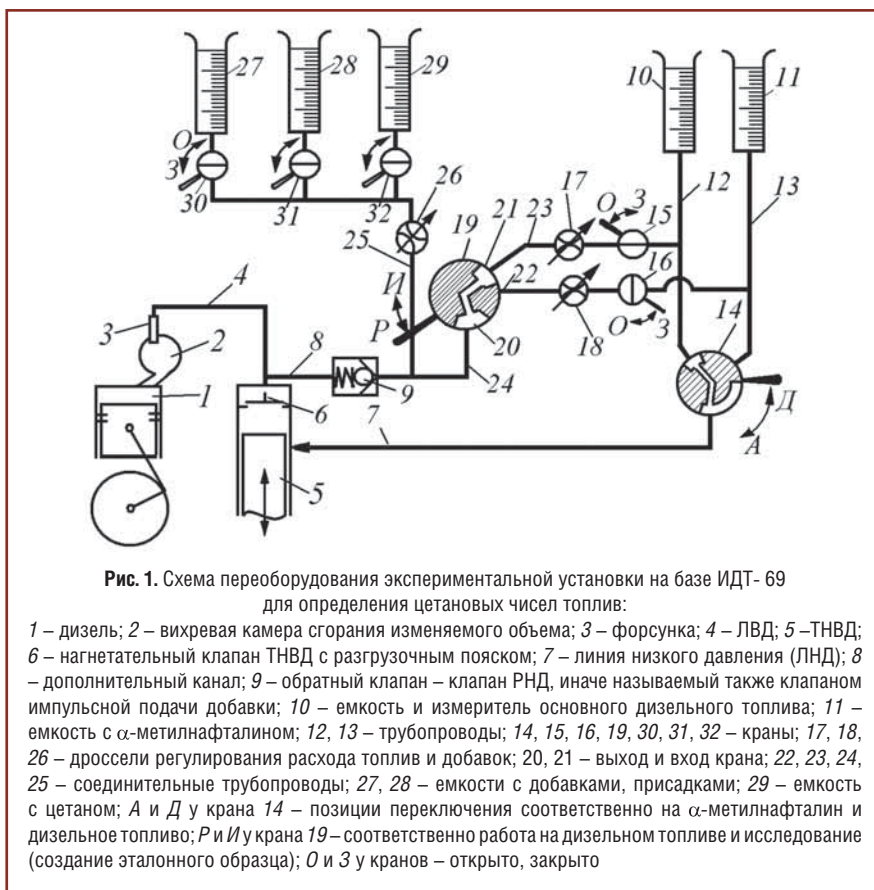 27
28
29
10
11
О
З
30
31
32
26
12
13
17
О
З
15
19
21
23
25
И
22
16
4
Р
18
О
З
14
3
2
8
20
24
9
1
6
7
Д
А
5
Рис. 1. Схема переоборудования экспериментальной установки на базе ИДТ- 69
для определения цетановых чисел топлив:
1 – дизель; 2 – вихревая камера сгорания изменяемого объема; 3 – форсунка; 4 – ЛВД; 5 –ТНВД;
6 – нагнетательный клапан ТНВД с разгрузочным пояском; 7 – линия низкого давления (ЛНД); 8
– дополнительный канал; 9 – обратный клапан – клапан РНД, иначе называемый также клапаном
импульсной подачи добавки; 10 – емкость и измеритель основного дизельного топлива; 11 –
емкость с α-метилнафталином; 12, 13 – трубопроводы; 14, 15, 16, 19, 30, 31, 32 – краны; 17, 18,
26 – дроссели регулирования расхода топлив и добавок; 20, 21 – выход и вход крана; 22, 23, 24,
25 – соединительные трубопроводы; 27, 28 – емкости с добавками, присадками; 29 – емкость
с цетаном; А и Д у крана 14 – позиции переключения соответственно на α-метилнафталин и
дизельное топливо; Р и И у крана 19 – соответственно работа на дизельном топливе и исследование
(создание эталонного образца); О и З у кранов – открыто, закрыто